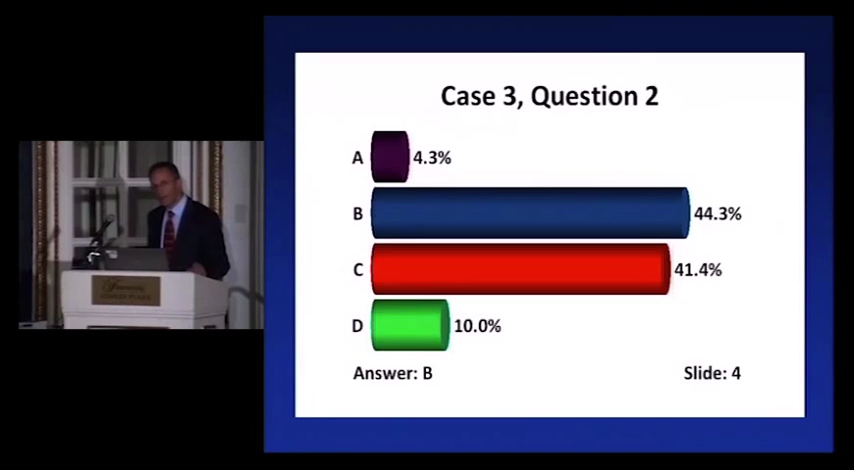 Case 3, Question 2
A 4.3%
B 44.3%
C 41.4%
D 10.0%
Answer: B Slide: 4